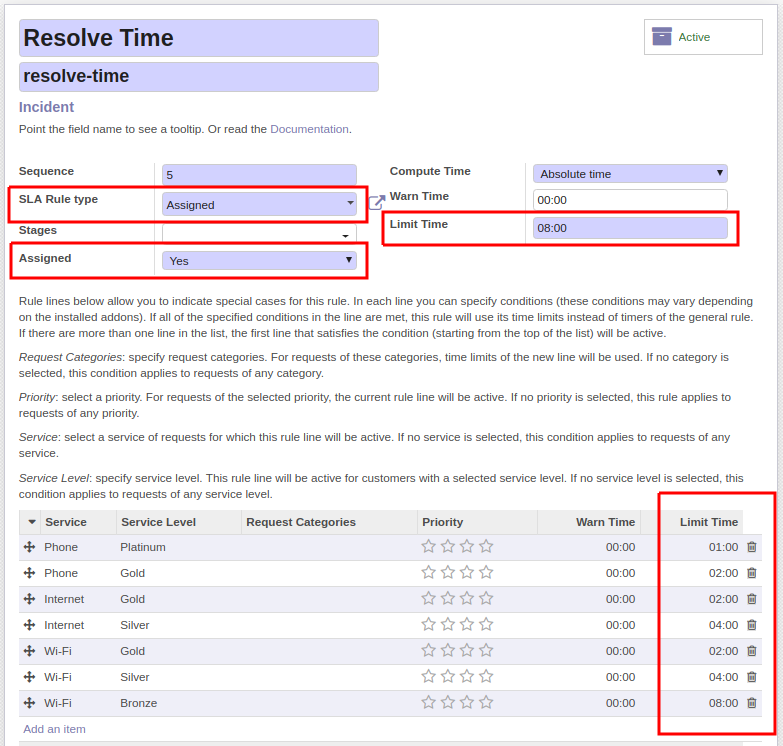 Resolve Time
Active
resolve-time
Incident
Point the field name to see a tooltip. Or read the Documentation.
Sequence 5
Compute Time Absolute time
SLA Rule type Assigned
Warn Time 00:00
Stages
Limit Time 08:00
Assigned Yes
Rule lines below allow you to indicate special cases for this rule. In each line you can specify conditions (these conditions may vary depending
on the installed addons). If all of the specified conditions in the line are met, this rule will use its time limits instead of timers of the general rule.
If there are more than one line in the list, the first line that satisfies the condition (starting from the top of the list) will be active.
Request Categories: specify request categories. For requests of these categories, time limits of the new line will be used. If no category is
selected, this condition applies to requests of any category.
Priority: select a priority. For requests of the selected priority, the current rule line will be active. If no priority is selected, this rule applies to
requests of any priority.
Service: select a service of requests for which this rule line will be active. If no service is selected, this condition applies to requests of any
service.
Service Level: specify service level. This rule line will be active for customers with a selected service level. If no service level is selected, this
condition applies to requests of any service level.
Service Service Level Request Categories Priority Warn Time Limit Time
Phone Platinum 00:00 01:00
Phone Gold 00:00 02:00
Internet Gold 00:00 02:00
Internet Silver 00:00 04:00
Wi-Fi Gold 00:00 02:00
Wi-Fi Silver 00:00 04:00
Wi-Fi Bronze 00:00 08:00
Add an item